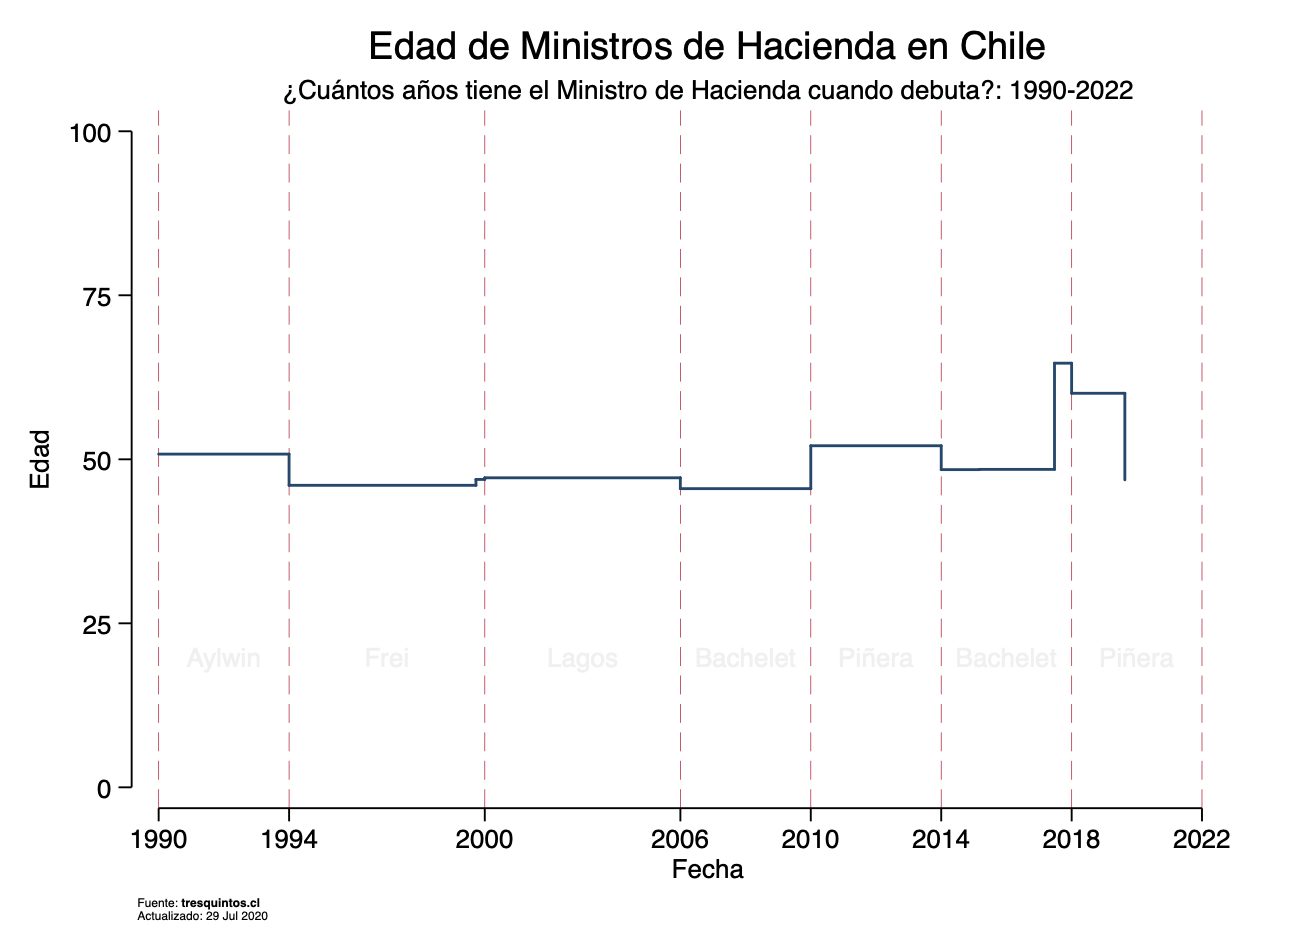 Edad de Ministros de Hacienda en Chile
¿Cuántos años tiene el Ministro de Hacienda cuando debuta?: 1990-2022
100
75
50
25
0
Edad
Aylwin Frei Lagos Bachelet Piñera Bachelet Piñera
1990 1994 2000 2006 2010 2014 2018 2022
Fecha
Fuente: tresquintos.cl
Actualizado: 29 Jul 2020